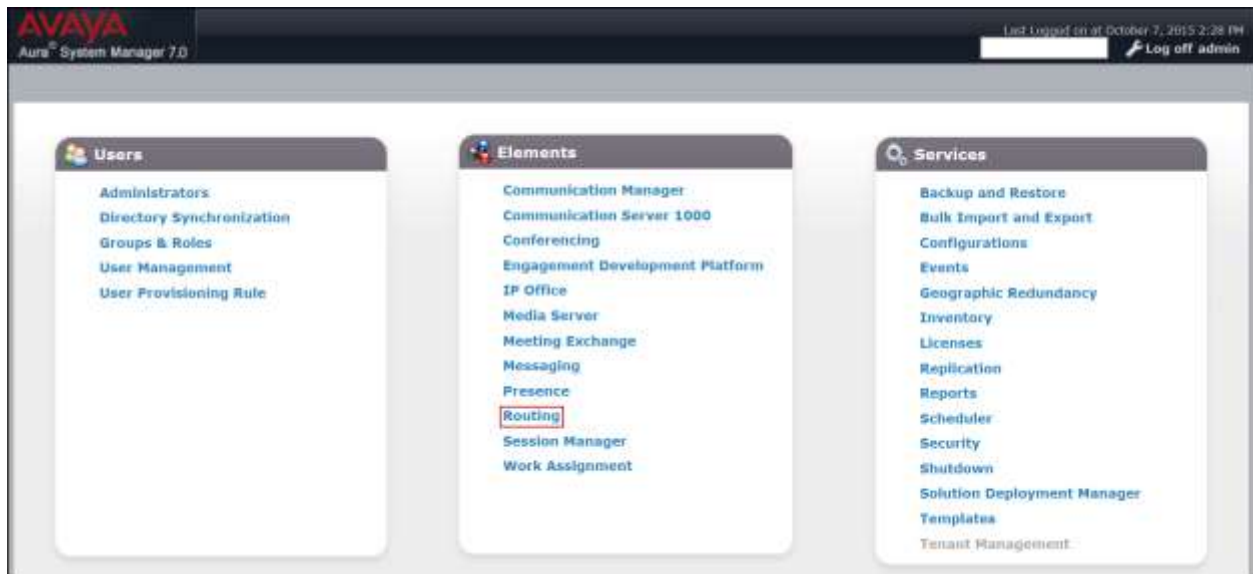 AVAYA
Aura® System Manager 7.0
Last Logged on at October 7, 2015 2:28 PM
Log off admin
Users
Administrators
Directory Synchronization
Groups & Roles
User Management
User Provisioning Rule
Elements
Communication Manager
Communication Server 1000
Conferencing
Engagement Development Platform
IP Office
Media Server
Meeting Exchange
Messaging
Presence
Routing
Session Manager
Work Assignment
Services
Backup and Restore
Bulk Import and Export
Configurations
Events
Geographic Redundancy
Inventory
Licenses
Replication
Reports
Scheduler
Security
Shutdown
Solution Deployment Manager
Templates
Tenant Management